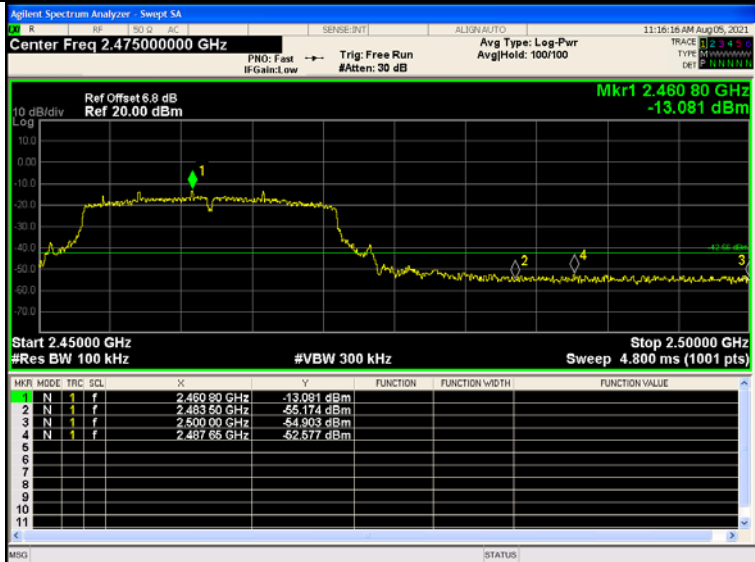 Agilent Spectrum Analyzer - Swept SA
R RF 50 Ω AC SENSE:INT ALIGNAUTO 11:16:16 AM Aug 05, 2021
Center Freq 2.475000000 GHz
PNO: Fast
IFGain:Low
Trig: Free Run
#Atten: 30 dB
Avg Type: Log-Pwr
Avg|Hold: 100/100
TRACE 1 2 3 4 5 6
TYPE M
DET P N N N N N
Mkr1 2.460 80 GHz
-13.081 dBm
Ref Offset 6.8 dB
10 dB/div Ref 20.00 dBm
Log
10.0
0.00
-10.0
-20.0
-30.0
-40.0
-50.0
-60.0
-70.0
1
2
4
3
Start 2.45000 GHz Stop 2.50000 GHz
#Res BW 100 kHz #VBW 300 kHz Sweep 4.800 ms (1001 pts)
MKR MODE TRC SCL X Y FUNCTION FUNCTION WIDTH FUNCTION VALUE
1 N 1 f 2.460 80 GHz -13.081 dBm
2 N 1 f 2.483 50 GHz -55.174 dBm
3 N 1 f 2.500 00 GHz -54.903 dBm
4 N 1 f 2.487 65 GHz -52.577 dBm
5
6
7
8
9
10
11
MSG STATUS